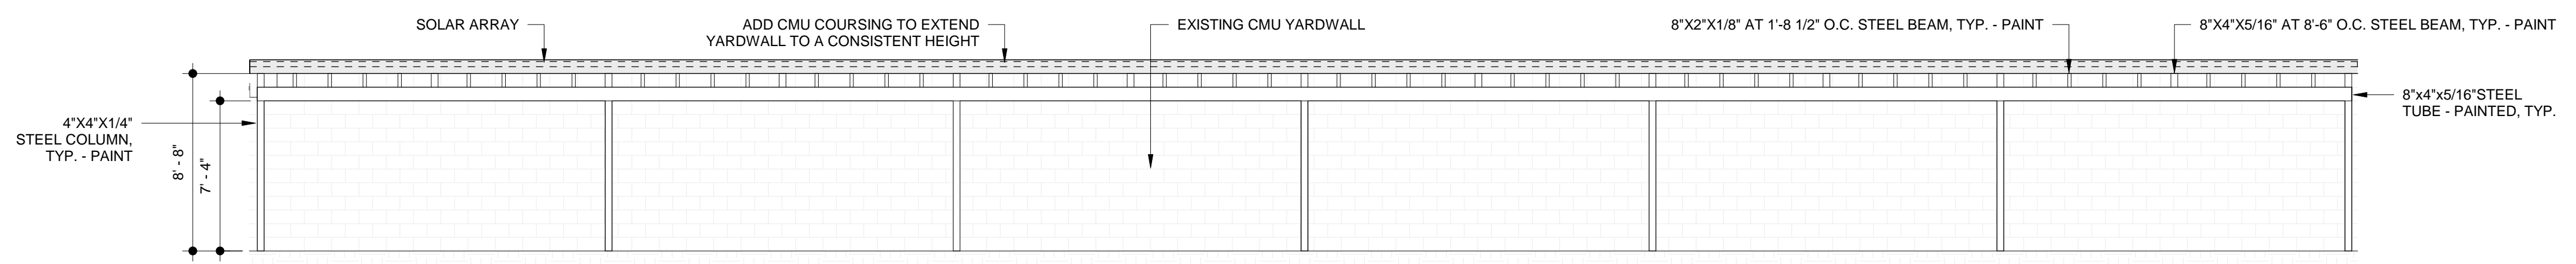 SOLAR ARRAY
ADD CMU COURSING TO EXTEND
YARDWALL TO A CONSISTENT HEIGHT
EXISTING CMU YARDWALL
8"X2"X1/8" AT 1'-8 1/2" O.C. STEEL BEAM, TYP. - PAINT
8"X4"X5/16" AT 8'-6" O.C. STEEL BEAM, TYP. - PAINT
4"X4"X1/4"
STEEL COLUMN,
TYP. - PAINT
8' - 8"
7' - 4"
8"x4"x5/16"STEEL
TUBE - PAINTED, TYP.